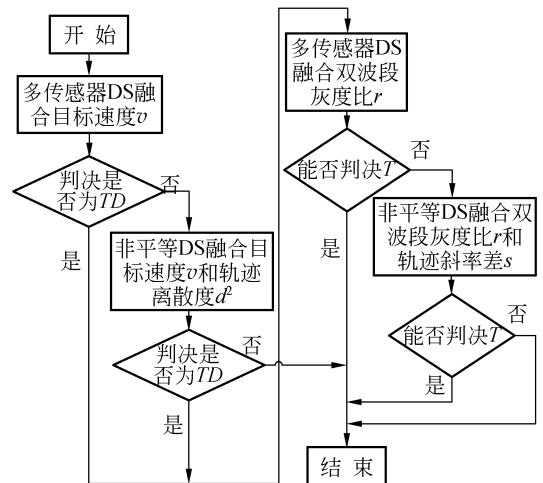 开 始
多传感器DS融
合目标速度v
判决是
否为TD
否
是
非平等DS融合目
标速度v和轨迹
离散度d²
判决是
否为TD
否
是
多传感器DS
融合双波段
灰度比r
能否判决T
否
是
非平等DS融合双
波段灰度比r和
轨迹斜率差s
能否判决T
否
是
结 束